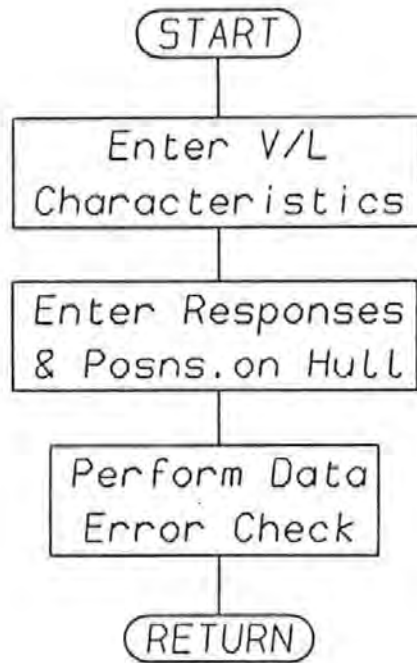 START
Enter V/L
Characteristics
Enter Responses
& Posns.on Hull
Perform Data
Error Check
RETURN